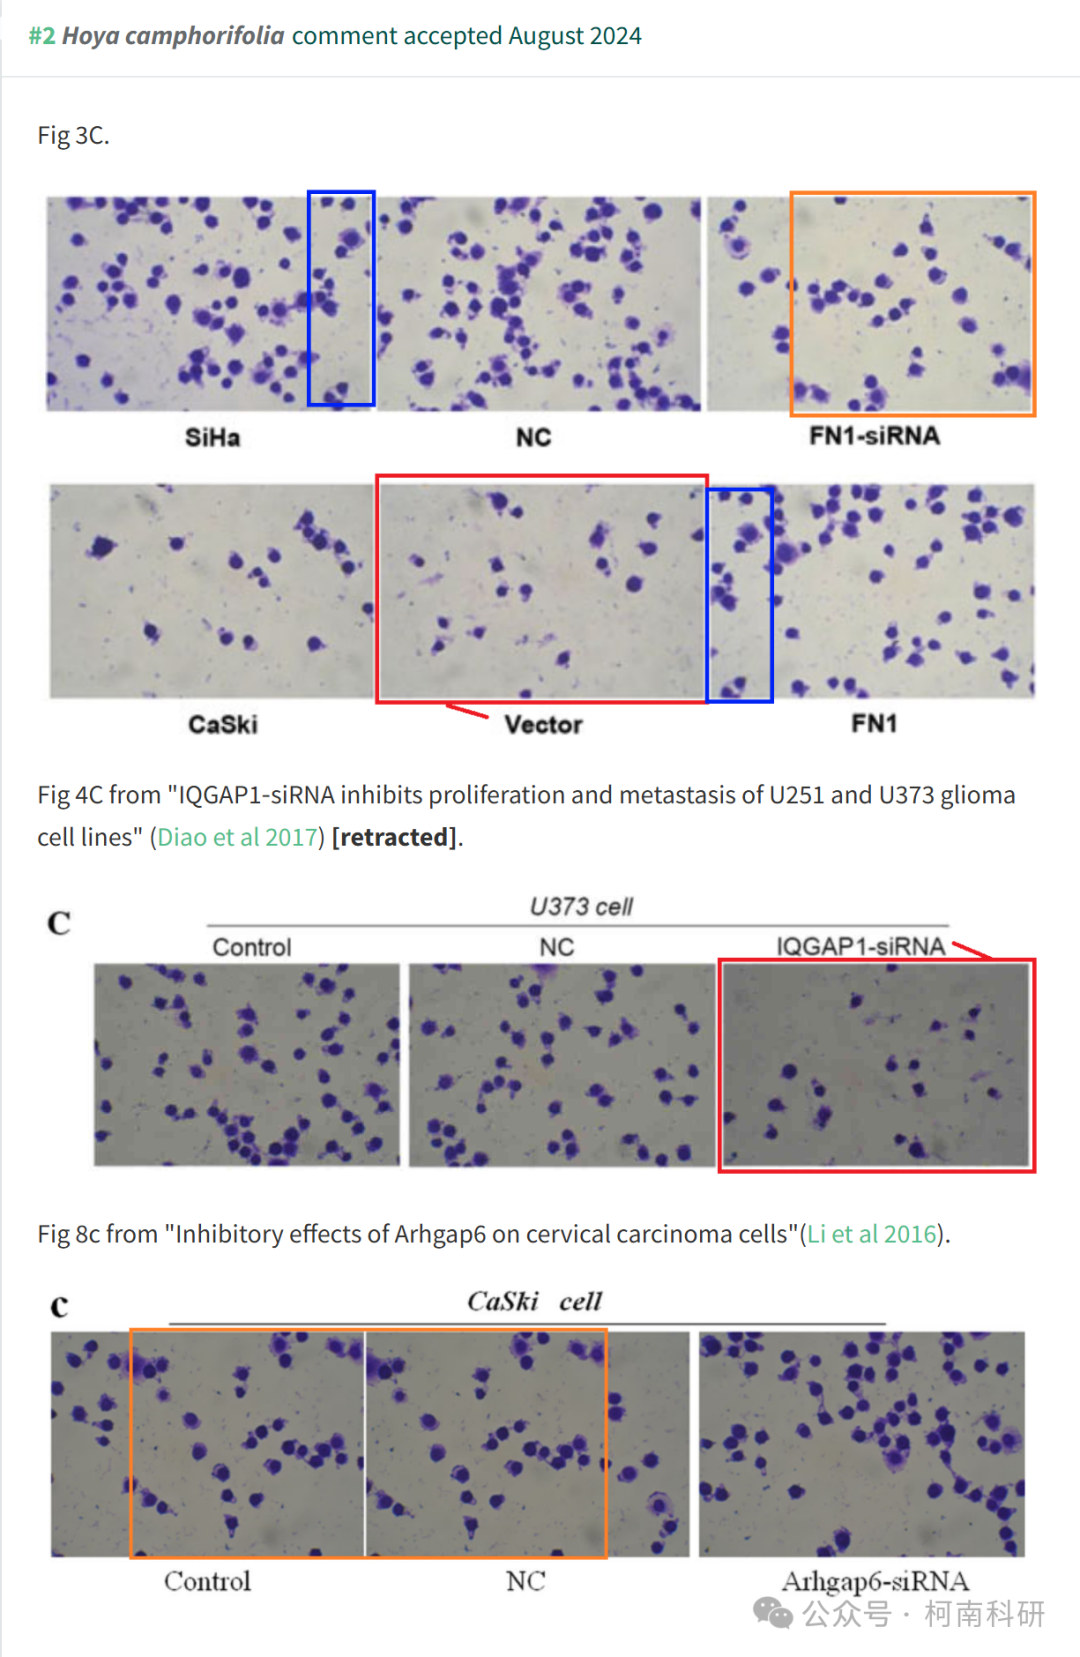 #2 Hoya camphorifolia comment accepted August 2024
Fig 3C.
SiHa NC FN1-siRNA
CaSki Vector FN1
Fig 4C from "IQGAP1-siRNA inhibits proliferation and metastasis of U251 and U373 glioma
cell lines" (Diao et al 2017) [retracted].
C U373 cell
Control NC IQGAP1-siRNA
Fig 8c from "Inhibitory effects of Arhgap6 on cervical carcinoma cells"(Li et al 2016).
c CaSki cell
Control NC Arhgap6-siRNA
公众号 · 柯南科研